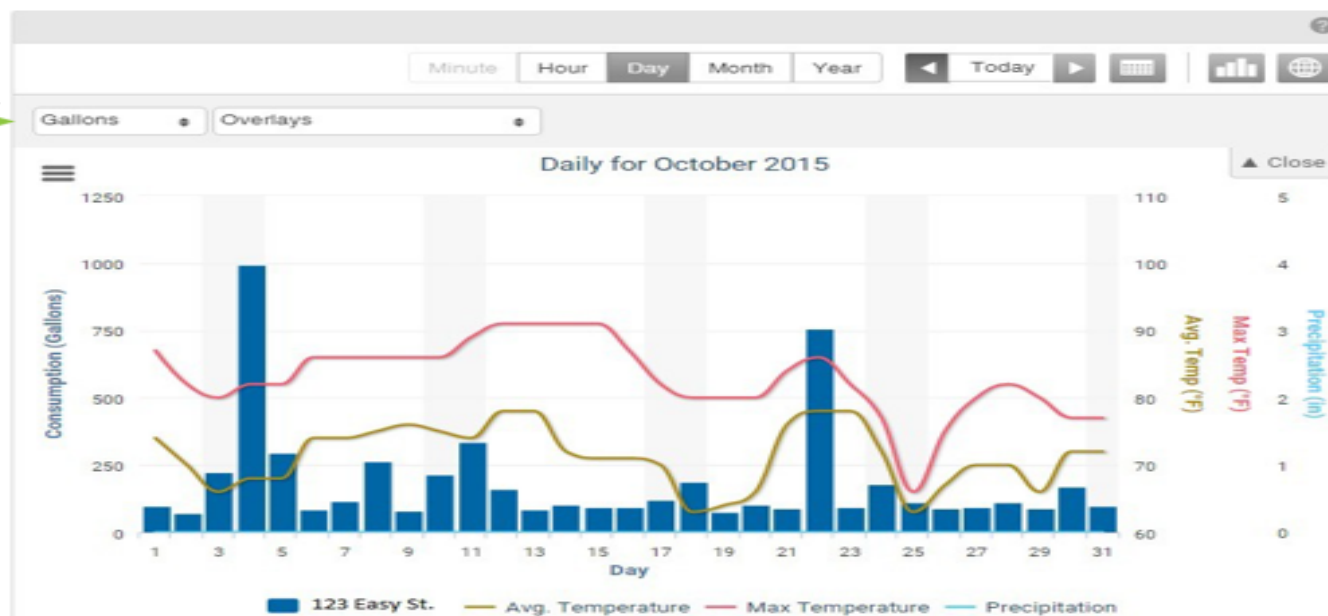 ?
Minute Hour Day Month Year Today
Gallons Overlays
Daily for October 2015
Close
1250 110 5
1000 100 4
750 90 3
500 80 2
250 70 1
0 60 0
Consumption (Gallons)
Avg. Temp (°F)
Max Temp (°F)
Precipitation (in)
1 3 5 7 9 11 13 15 17 19 21 23 25 27 29 31
Day
123 Easy St. Avg. Temperature Max Temperature Precipitation